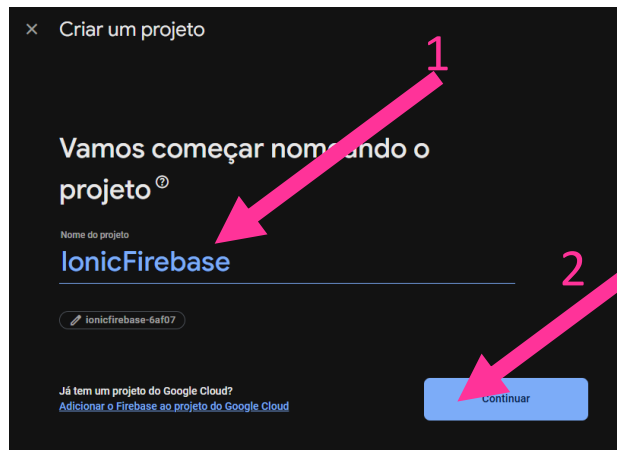 Criar um projeto
1
Vamos começar nomeando o
projeto
Nome do projeto
IonicFirebase
2
ionicfirebase-6af07
Já tem um projeto do Google Cloud?
Adicionar o Firebase ao projeto do Google Cloud
Continuar